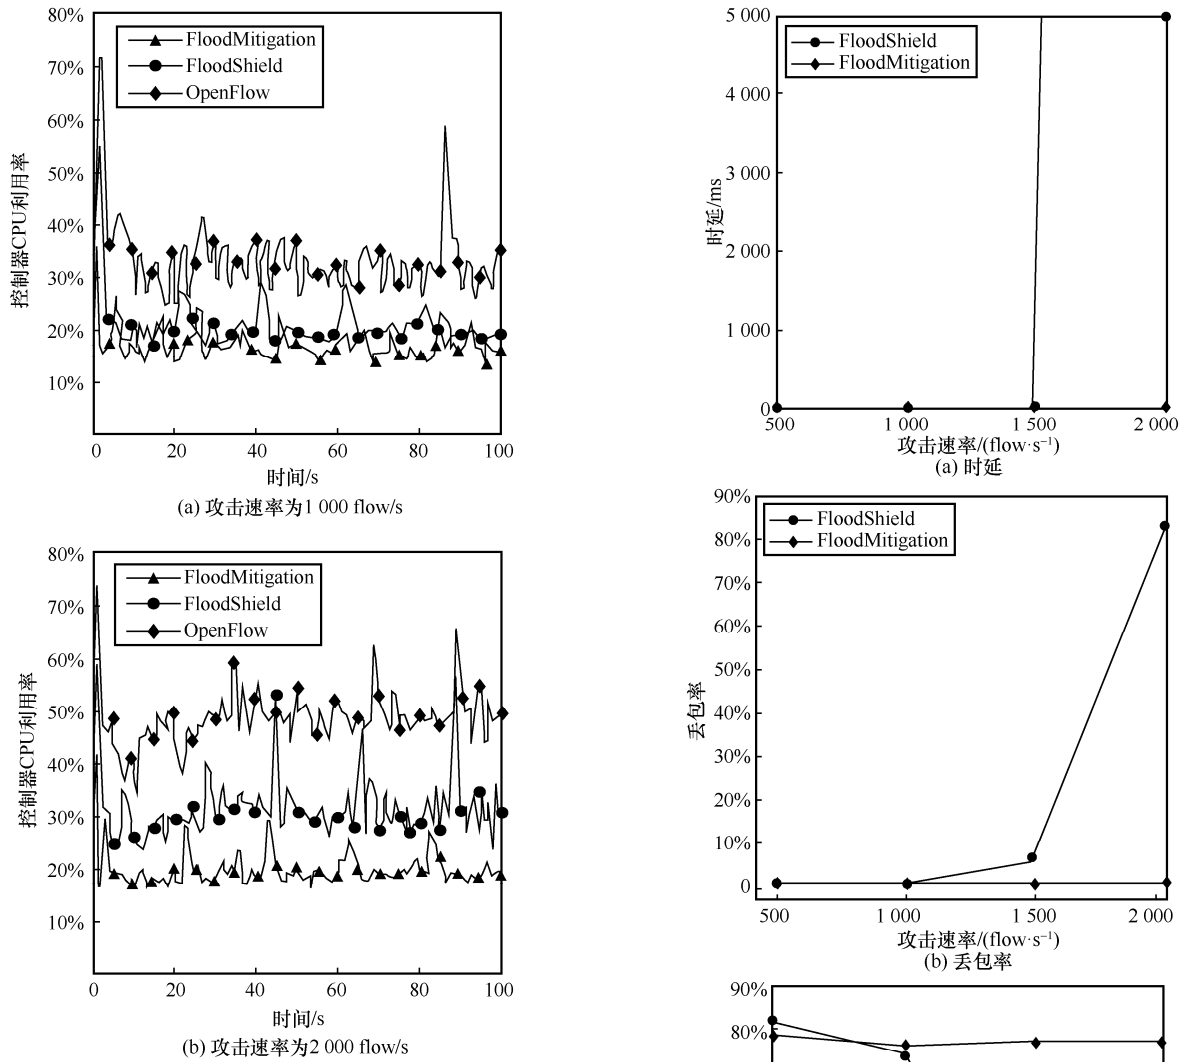 80%
70%
60%
50%
40%
30%
20%
10%
控制器CPU利用率
FloodMitigation
FloodShield
OpenFlow
0 20 40 60 80 100
时间/s
(a) 攻击速率为1 000 flow/s
80%
70%
60%
50%
40%
30%
20%
10%
控制器CPU利用率
FloodMitigation
FloodShield
OpenFlow
0 20 40 60 80 100
时间/s
(b) 攻击速率为2 000 flow/s
5 000
4 000
3 000
2 000
1 000
0
时延/ms
FloodShield
FloodMitigation
500 1 000 1 500 2 000
攻击速率/(flow·s⁻¹)
(a) 时延
90%
80%
70%
60%
50%
40%
30%
20%
10%
0
丢包率
FloodShield
FloodMitigation
500 1 000 1 500 2 000
攻击速率/(flow·s⁻¹)
(b) 丢包率
90%
80%